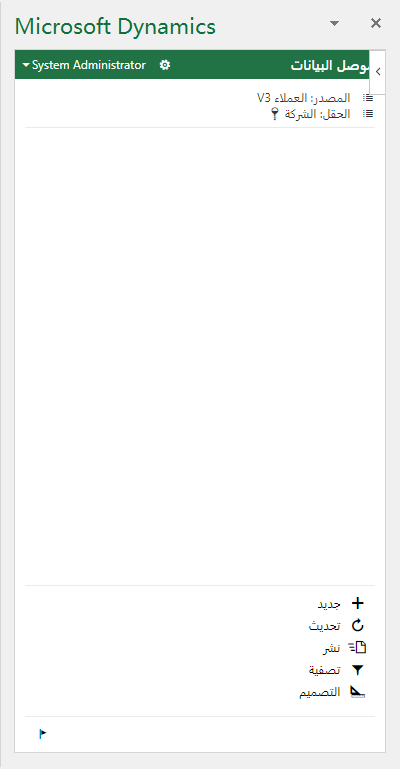 Microsoft Dynamics
موصل البيانات System Administrator
المصدر: العملاء V3
الحقل: الشركة
جديد
تحديث
نشر
تصفية
التصميم